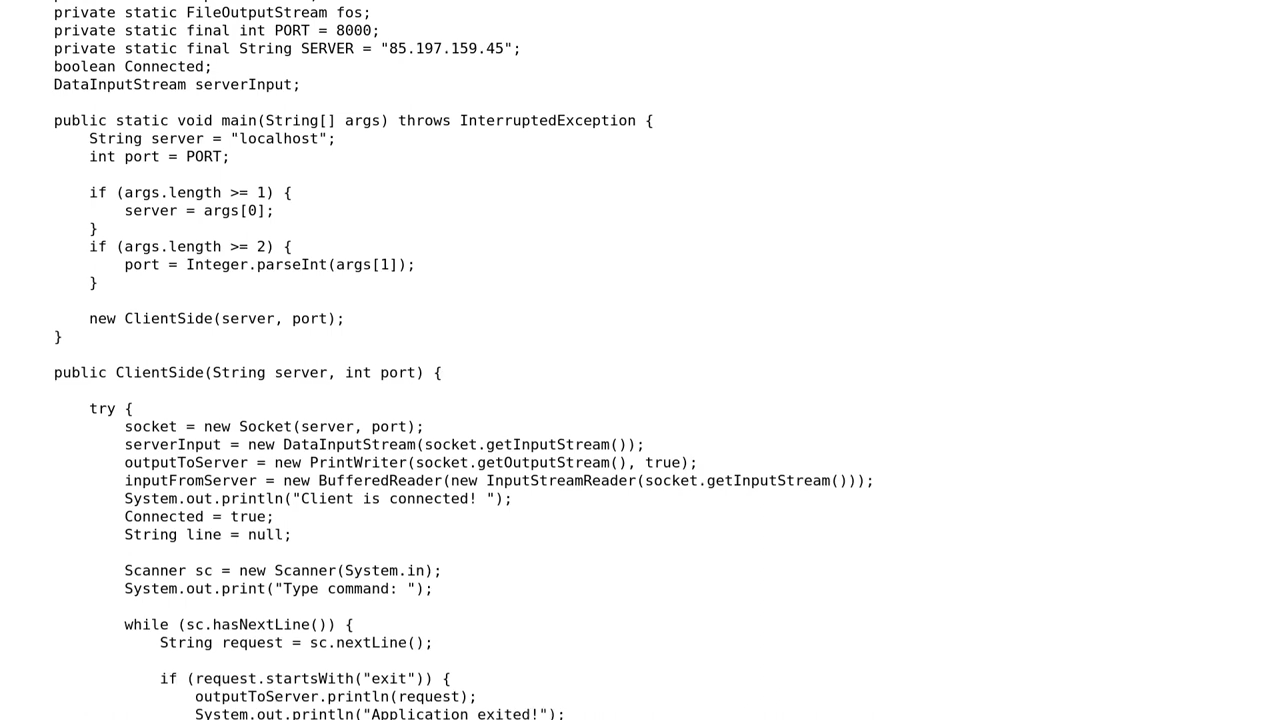 private static FileOutputStream fos;
private static final int PORT = 8000;
private static final String SERVER = "85.197.159.45";
boolean Connected;
DataInputStream serverInput;
public static void main(String[] args) throws InterruptedException {
String server = "localhost";
int port = PORT;
if (args.length >= 1) {
server = args[0];
}
if (args.length >= 2) {
port = Integer.parseInt(args[1]);
}
new ClientSide(server, port);
}
public ClientSide(String server, int port) {
try {
socket = new Socket(server, port);
serverInput = new DataInputStream(socket.getInputStream());
outputToServer = new PrintWriter(socket.getOutputStream(), true);
inputFromServer = new BufferedReader(new InputStreamReader(socket.getInputStream()));
System.out.println("Client is connected! ");
Connected = true;
String line = null;
Scanner sc = new Scanner(System.in);
System.out.print("Type command: ");
while (sc.hasNextLine()) {
String request = sc.nextLine();
if (request.startsWith("exit")) {
outputToServer.println(request);
System.out.println("Application exited!");